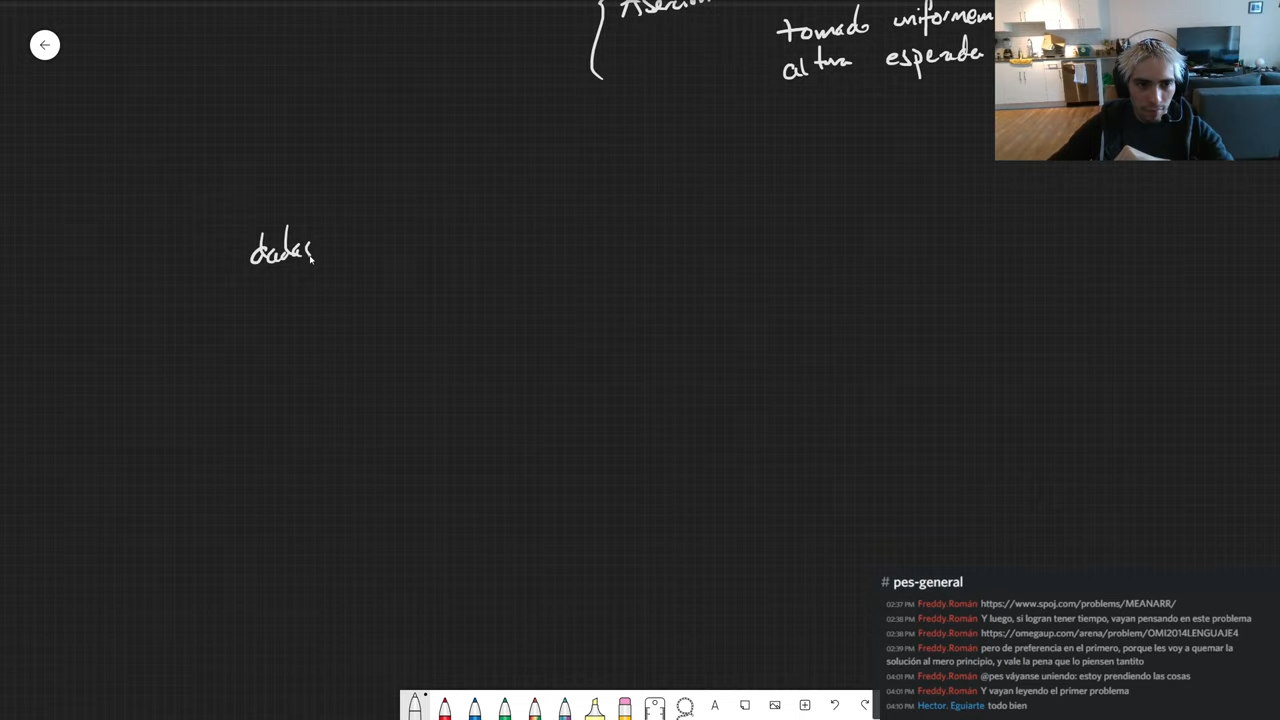 tomado uniformem
altura esperada
dadas
# pes-general
02:37 PM Freddy.Román https://www.spoj.com/problems/MEANARR/
02:38 PM Freddy.Román Y luego, si logran tener tiempo, vayan pensando en este problema
02:38 PM Freddy.Román https://omegaup.com/arena/problem/OMI2014LENGUAJE4
02:39 PM Freddy.Román pero de preferencia en el primero, porque les voy a quemar la
solución al mero principio, y vale la pena que lo piensen tantito
04:01 PM Freddy.Román @pes váyanse uniendo: estoy prendiendo las cosas
04:01 PM Freddy.Román Y vayan leyendo el primer problema
04:10 PM Hector. Eguiarte todo bien